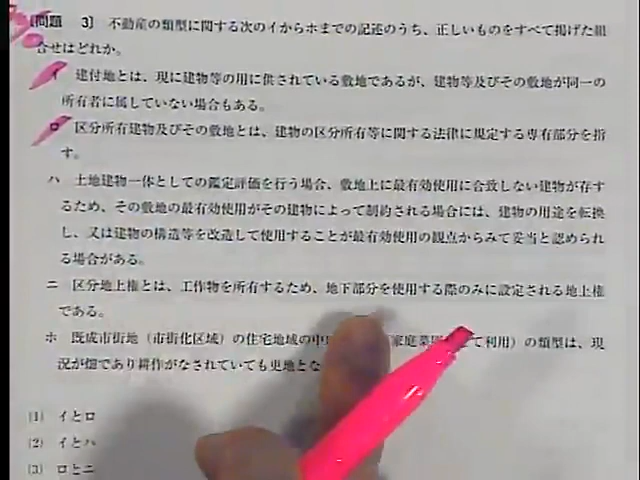 〔問題 3〕 不動産の類型に関する次のイからホまでの記述のうち、正しいものをすべて掲げた組
合せはどれか。
イ 建付地とは、現に建物等の用に供されている敷地であるが、建物等及びその敷地が同一の
所有者に属していない場合もある。
ロ 区分所有建物及びその敷地とは、建物の区分所有等に関する法律に規定する専有部分を指
す。
ハ 土地建物一体としての鑑定評価を行う場合、敷地上に最有効使用に合致しない建物が存す
るため、その敷地の最有効使用がその建物によって制約される場合には、建物の用途を転換
し、又は建物の構造等を改造して使用することが最有効使用の観点からみて妥当と認められ
る場合がある。
ニ 区分地上権とは、工作物を所有するため、地下部分を使用する際のみに設定される地上権
である。
ホ 既成市街地（市街化区域）の住宅地域の中 家庭菜園 て利用）の類型は、現
況が畑であり耕作がなされていても更地とな
(1) イとロ
(2) イとハ
(3) ロとニ